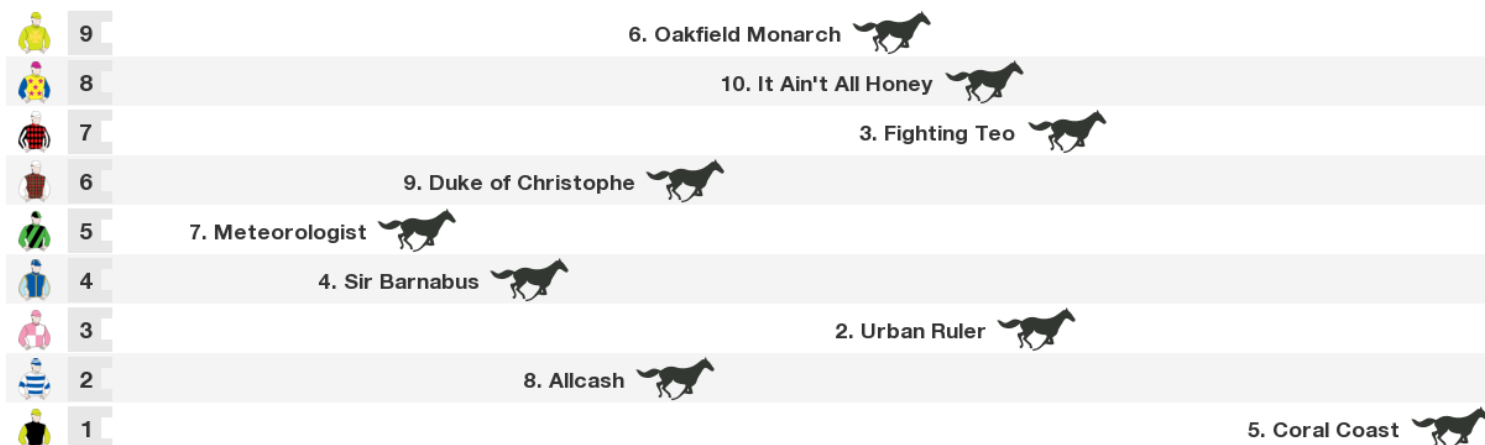 9 6. Oakfield Monarch
8 10. It Ain't All Honey
7 3. Fighting Teo
6 9. Duke of Christophe
5 7. Meteorologist
4 4. Sir Barnabus
3 2. Urban Ruler
2 8. Allcash
1 5. Coral Coast